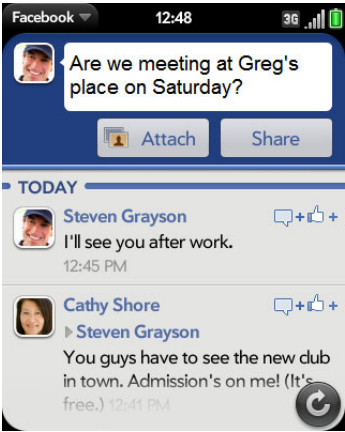 Facebook 12:48 3G
Are we meeting at Greg's
place on Saturday?
Attach Share
TODAY
Steven Grayson
I'll see you after work.
12:45 PM
Cathy Shore
Steven Grayson
You guys have to see the new club
in town. Admission's on me! (It's
free.) 12:41 PM